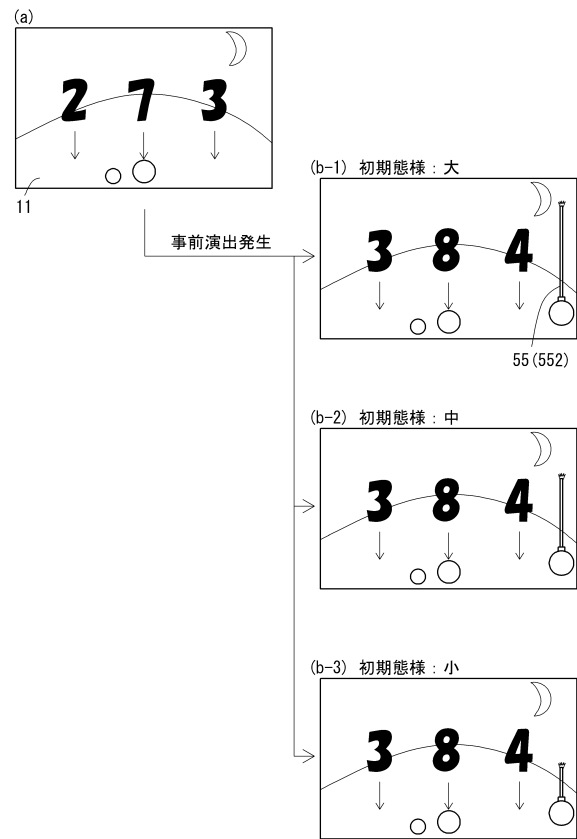 (a)
2 7 3
11
事前演出発生
(b-1) 初期態様：大
3 8 4
55(552)
(b-2) 初期態様：中
3 8 4
(b-3) 初期態様：小
3 8 4